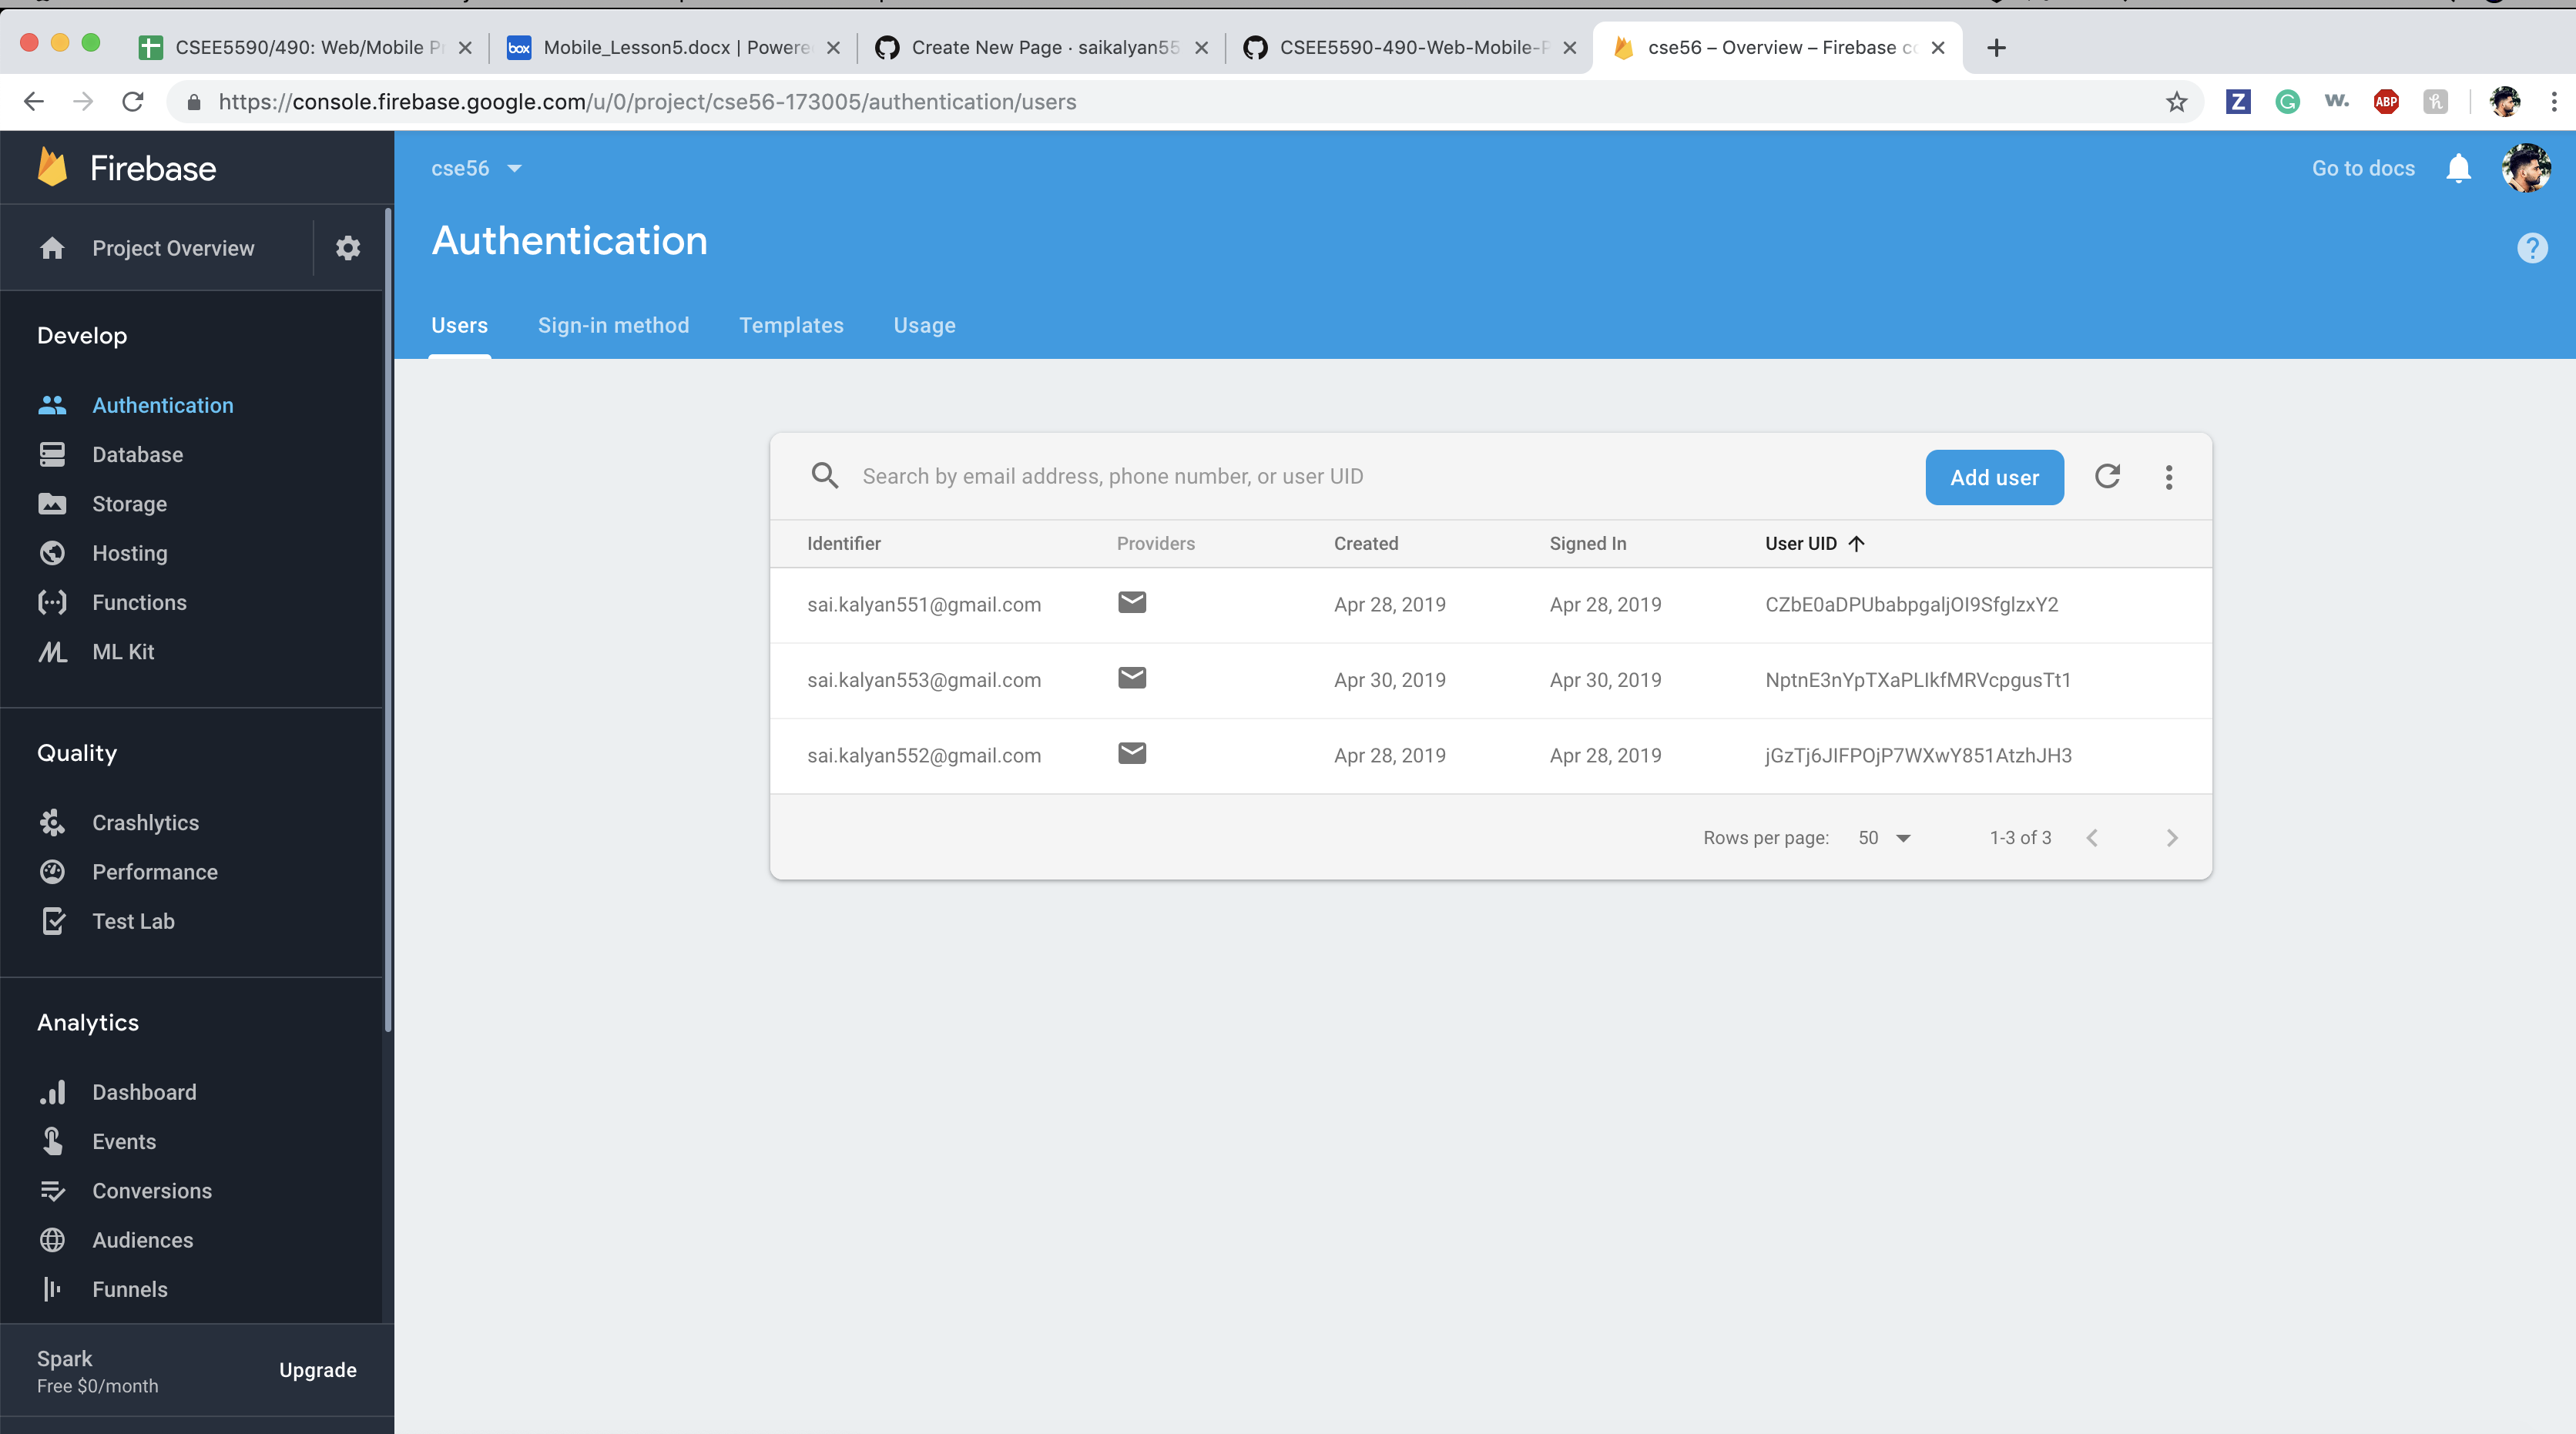 CSEE5590/490: Web/Mobile Pr
Mobile_Lesson5.docx | Powere
Create New Page · saikalyan55
CSEE5590-490-Web-Mobile-P
cse56 – Overview – Firebase co
https://console.firebase.google.com/u/0/project/cse56-173005/authentication/users
Firebase
cse56
Go to docs
Project Overview
Authentication
Users
Sign-in method
Templates
Usage
Develop
Authentication
Database
Storage
Hosting
Functions
ML Kit
Quality
Crashlytics
Performance
Test Lab
Analytics
Dashboard
Events
Conversions
Audiences
Funnels
Spark
Free $0/month
Upgrade
Search by email address, phone number, or user UID
Add user
Identifier Providers Created Signed In User UID
sai.kalyan551@gmail.com Apr 28, 2019 Apr 28, 2019 CZbE0aDPUbabpgaljOI9SfglzxY2
sai.kalyan553@gmail.com Apr 30, 2019 Apr 30, 2019 NptnE3nYpTXaPLIkfMRVcpgusTt1
sai.kalyan552@gmail.com Apr 28, 2019 Apr 28, 2019 jGzTj6JIFPOjP7WXwY851AtzhJH3
Rows per page: 50 1-3 of 3